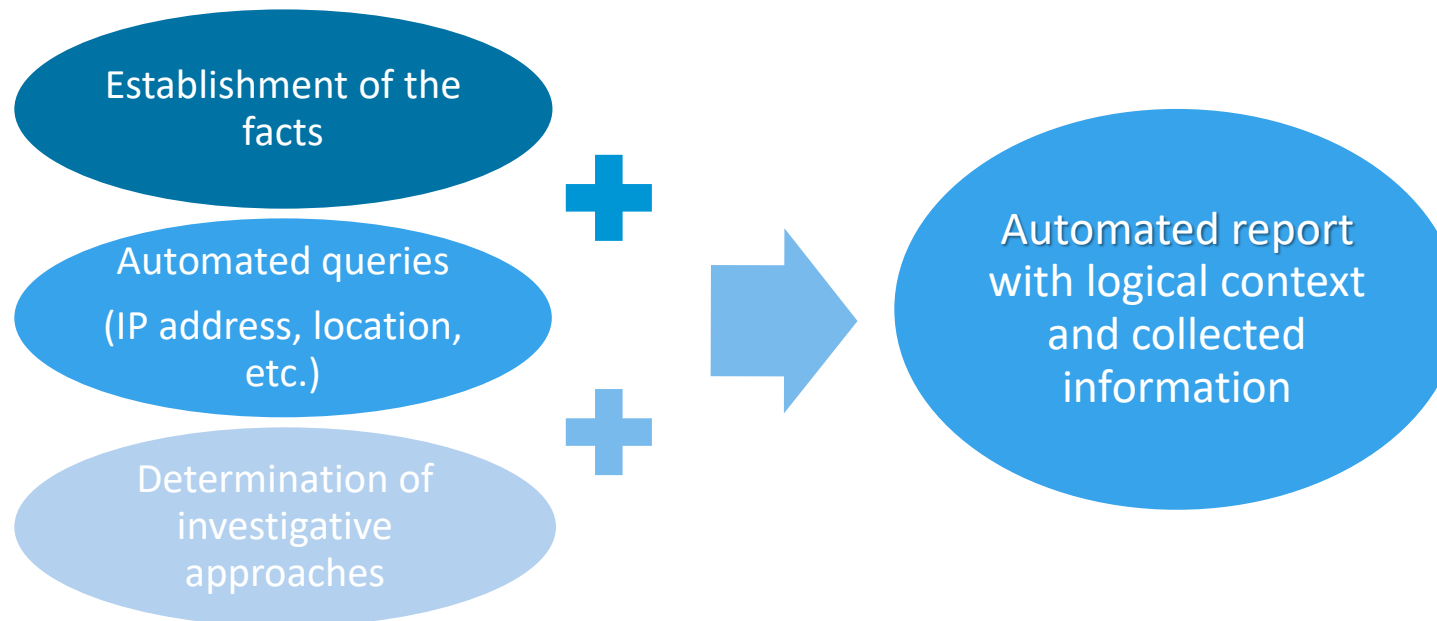 Establishment of the
facts
Automated queries
(IP address, location,
etc.)
Determination of
investigative
approaches
Automated report
with logical context
and collected
information